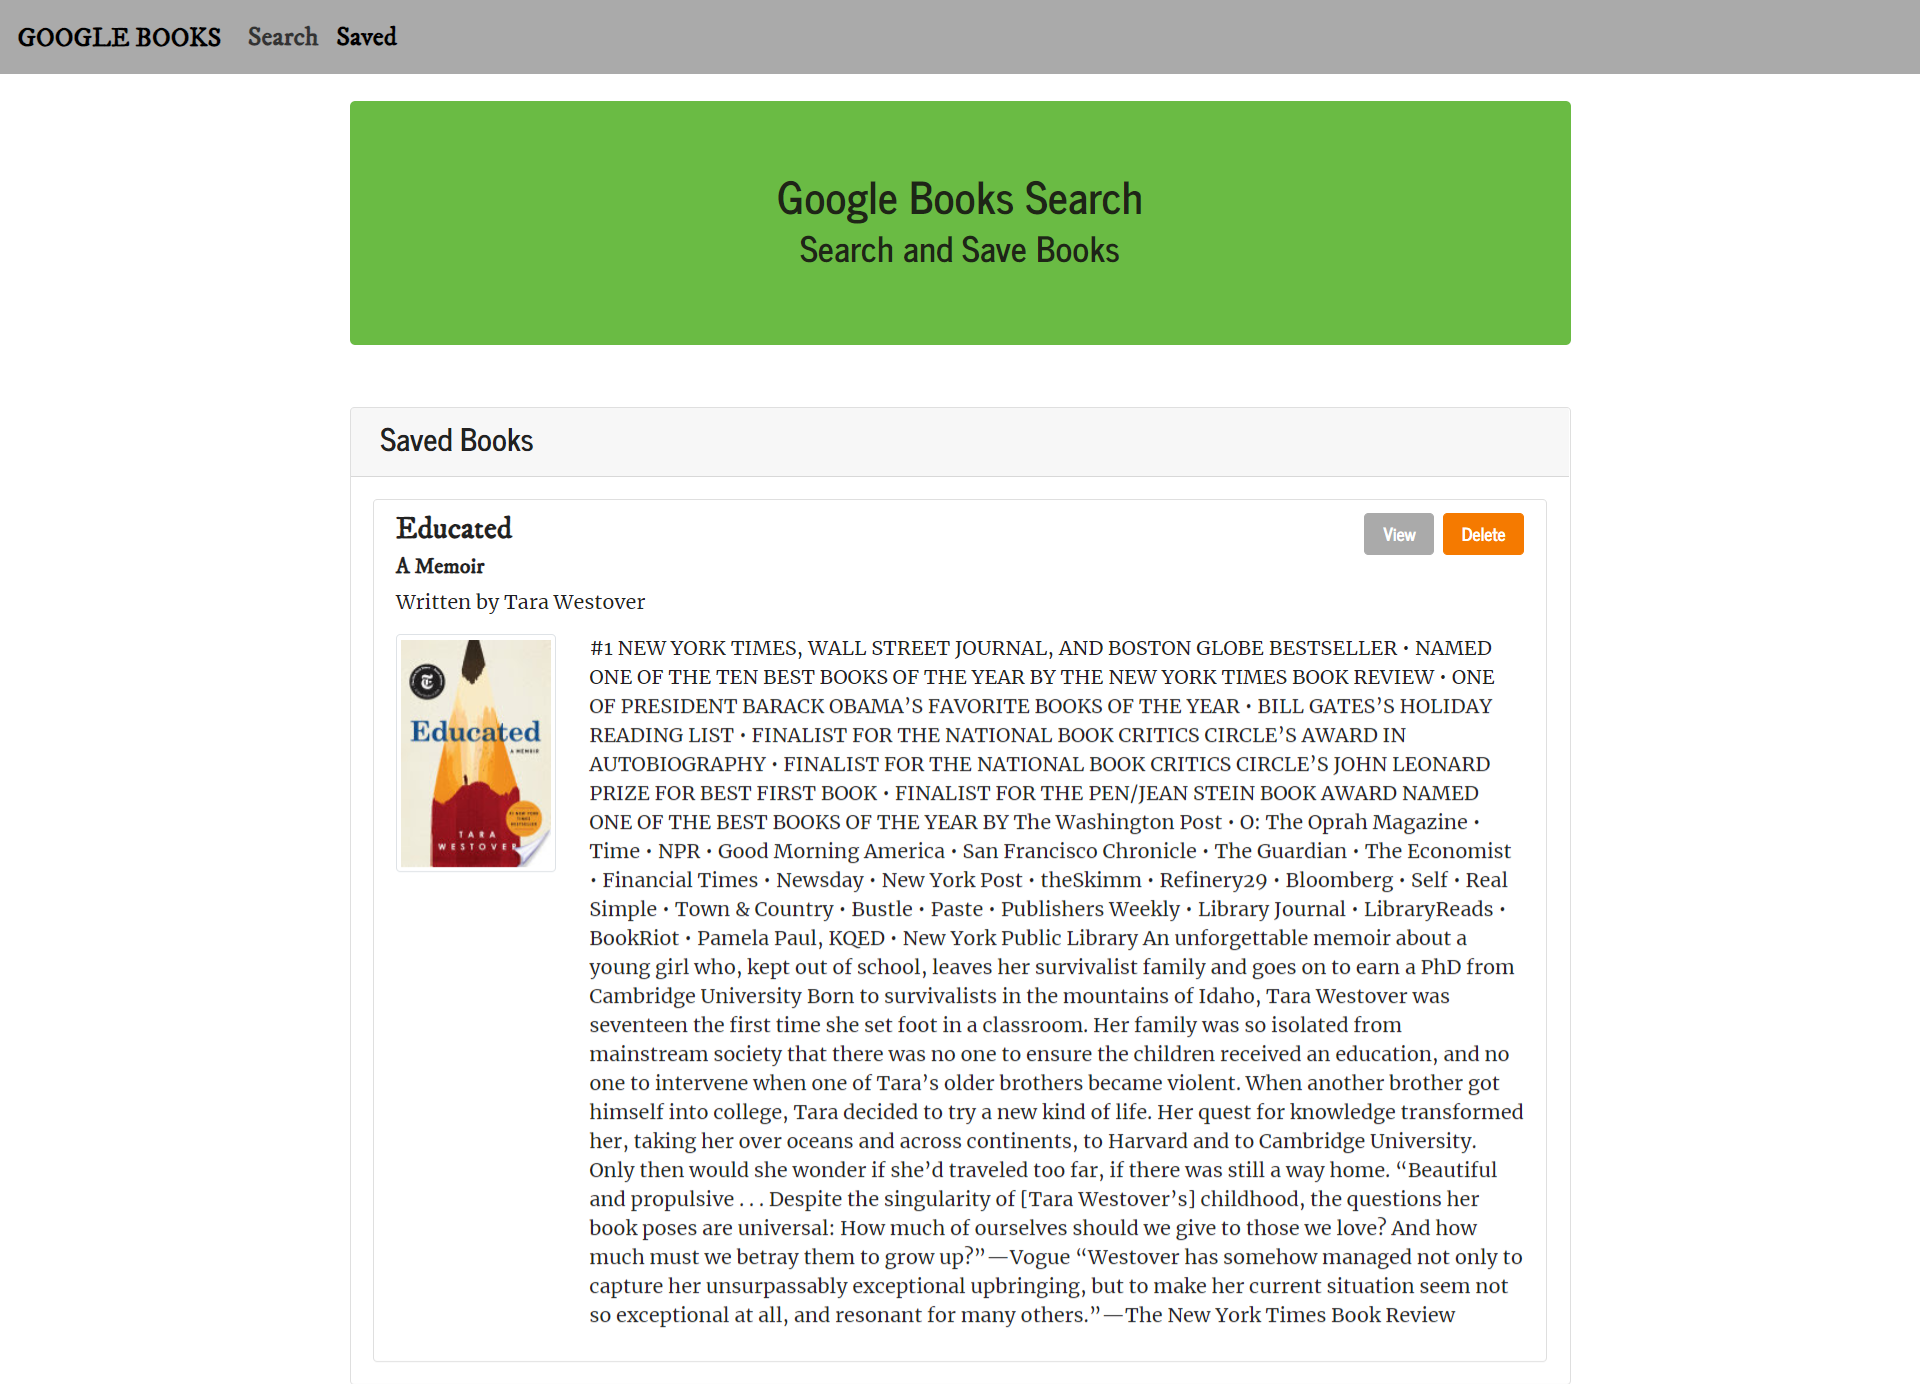 GOOGLE BOOKS Search Saved
Google Books Search
Search and Save Books
Saved Books
Educated
View Delete
A Memoir
Written by Tara Westover
Educated
A MEMOIR
TARA
WESTOVER
#1 NEW YORK TIMES, WALL STREET JOURNAL, AND BOSTON GLOBE BESTSELLER • NAMED
ONE OF THE TEN BEST BOOKS OF THE YEAR BY THE NEW YORK TIMES BOOK REVIEW • ONE
OF PRESIDENT BARACK OBAMA’S FAVORITE BOOKS OF THE YEAR • BILL GATES’S HOLIDAY
READING LIST • FINALIST FOR THE NATIONAL BOOK CRITICS CIRCLE’S AWARD IN
AUTOBIOGRAPHY • FINALIST FOR THE NATIONAL BOOK CRITICS CIRCLE’S JOHN LEONARD
PRIZE FOR BEST FIRST BOOK • FINALIST FOR THE PEN/JEAN STEIN BOOK AWARD NAMED
ONE OF THE BEST BOOKS OF THE YEAR BY The Washington Post • O: The Oprah Magazine •
Time • NPR • Good Morning America • San Francisco Chronicle • The Guardian • The Economist
• Financial Times • Newsday • New York Post • theSkimm • Refinery29 • Bloomberg • Self • Real
Simple • Town & Country • Bustle • Paste • Publishers Weekly • Library Journal • LibraryReads •
BookRiot • Pamela Paul, KQED • New York Public Library An unforgettable memoir about a
young girl who, kept out of school, leaves her survivalist family and goes on to earn a PhD from
Cambridge University Born to survivalists in the mountains of Idaho, Tara Westover was
seventeen the first time she set foot in a classroom. Her family was so isolated from
mainstream society that there was no one to ensure the children received an education, and no
one to intervene when one of Tara’s older brothers became violent. When another brother got
himself into college, Tara decided to try a new kind of life. Her quest for knowledge transformed
her, taking her over oceans and across continents, to Harvard and to Cambridge University.
Only then would she wonder if she’d traveled too far, if there was still a way home. “Beautiful
and propulsive . . . Despite the singularity of [Tara Westover’s] childhood, the questions her
book poses are universal: How much of ourselves should we give to those we love? And how
much must we betray them to grow up?”—Vogue “Westover has somehow managed not only to
capture her unsurpassably exceptional upbringing, but to make her current situation seem not
so exceptional at all, and resonant for many others.”—The New York Times Book Review